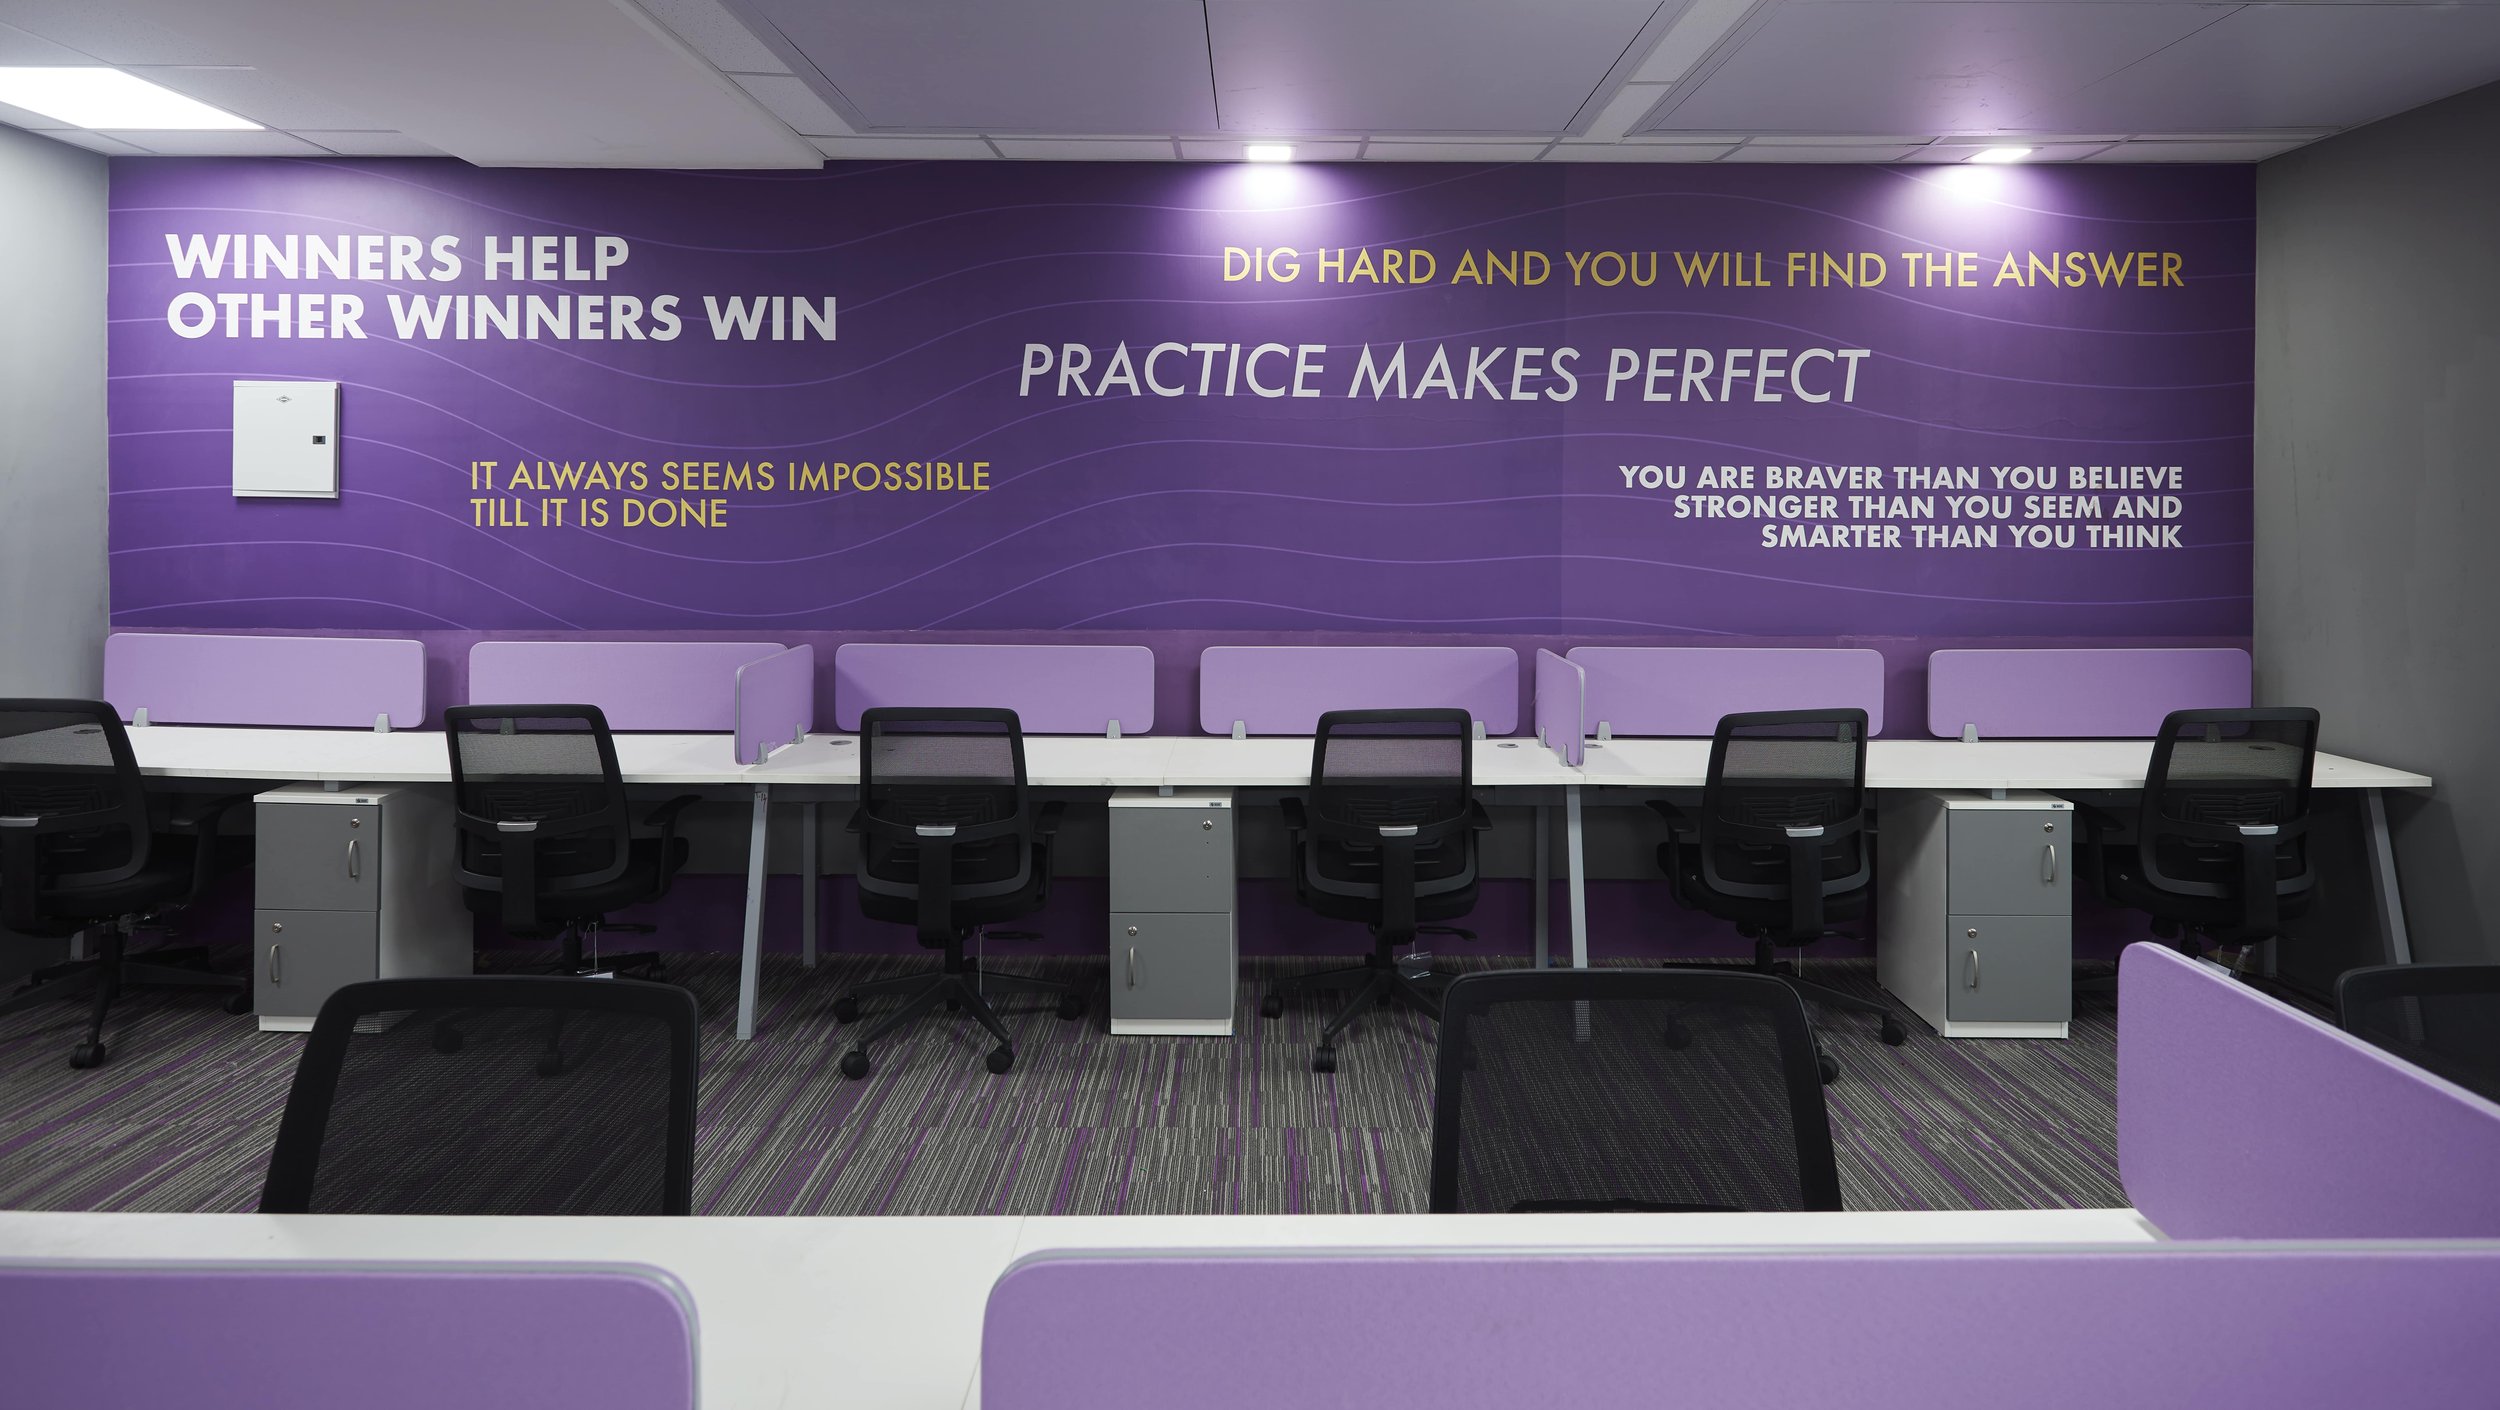 WINNERS HELP
OTHER WINNERS WIN
DIG HARD AND YOU WILL FIND THE ANSWER
PRACTICE MAKES PERFECT
IT ALWAYS SEEMS IMPOSSIBLE
TILL IT IS DONE
YOU ARE BRAVER THAN YOU BELIEVE
STRONGER THAN YOU SEEM AND
SMARTER THAN YOU THINK